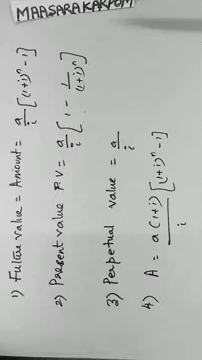 MAASARAKAKPOM
1) Future value = Amount = a/i [(1+i)^n - 1]
2) Present value PV = a/i [1 - 1/(1+i)^n]
3) Perpetual value = a/i
4) A = a(1+i)/i [(1+i)^n - 1]